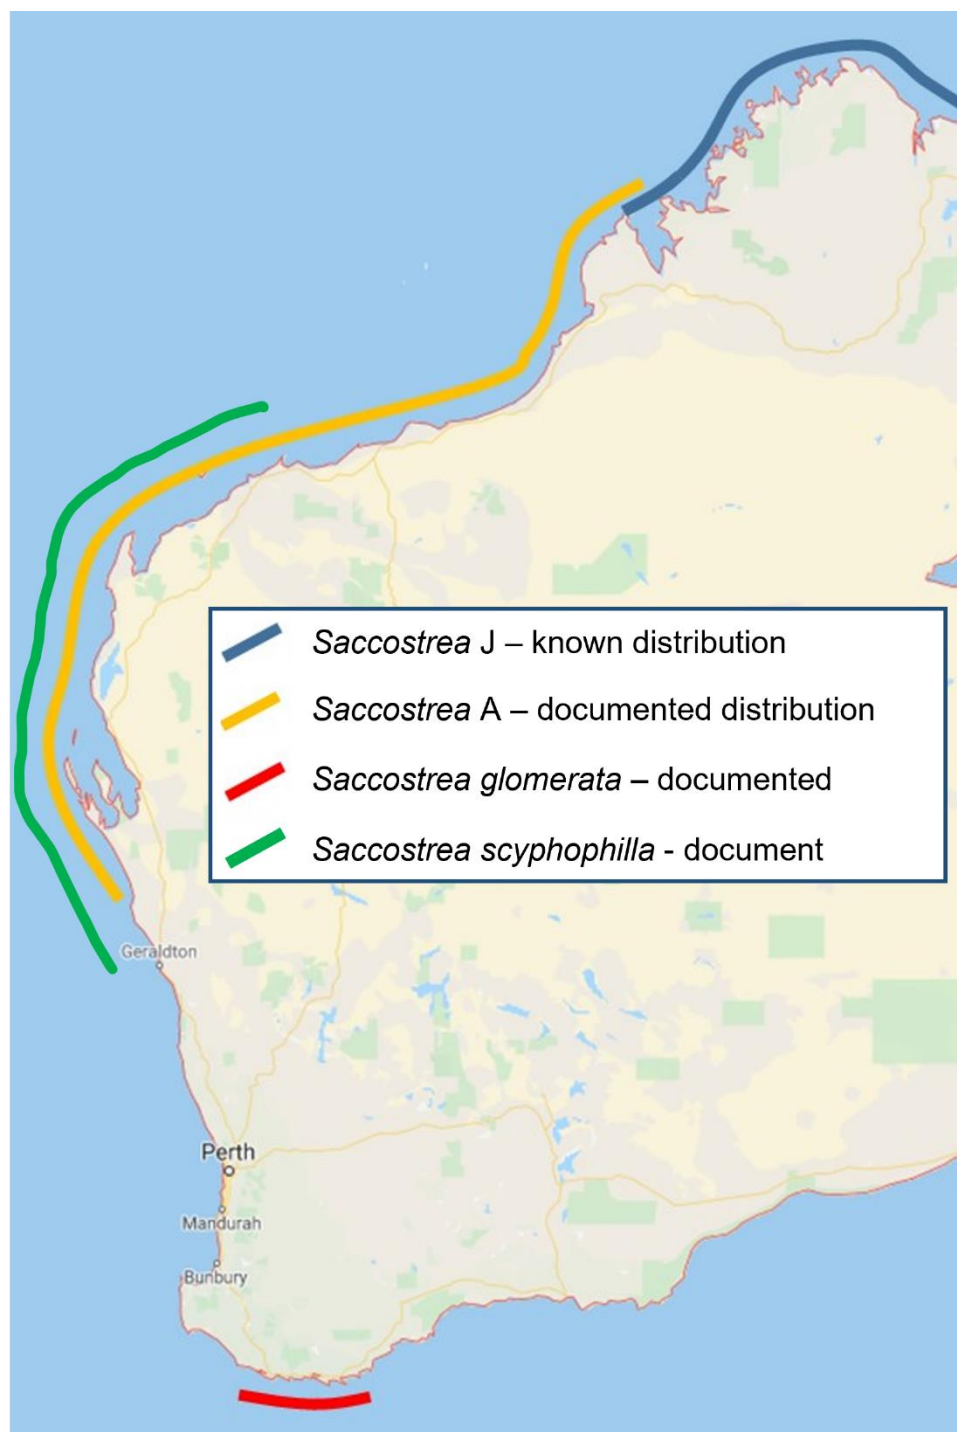 Saccostrea J – known distribution
Saccostrea A – documented distribution
Saccostrea glomerata – documented
Saccostrea scyphophilla - document
Geraldton
Perth
Mandurah
Bunbury